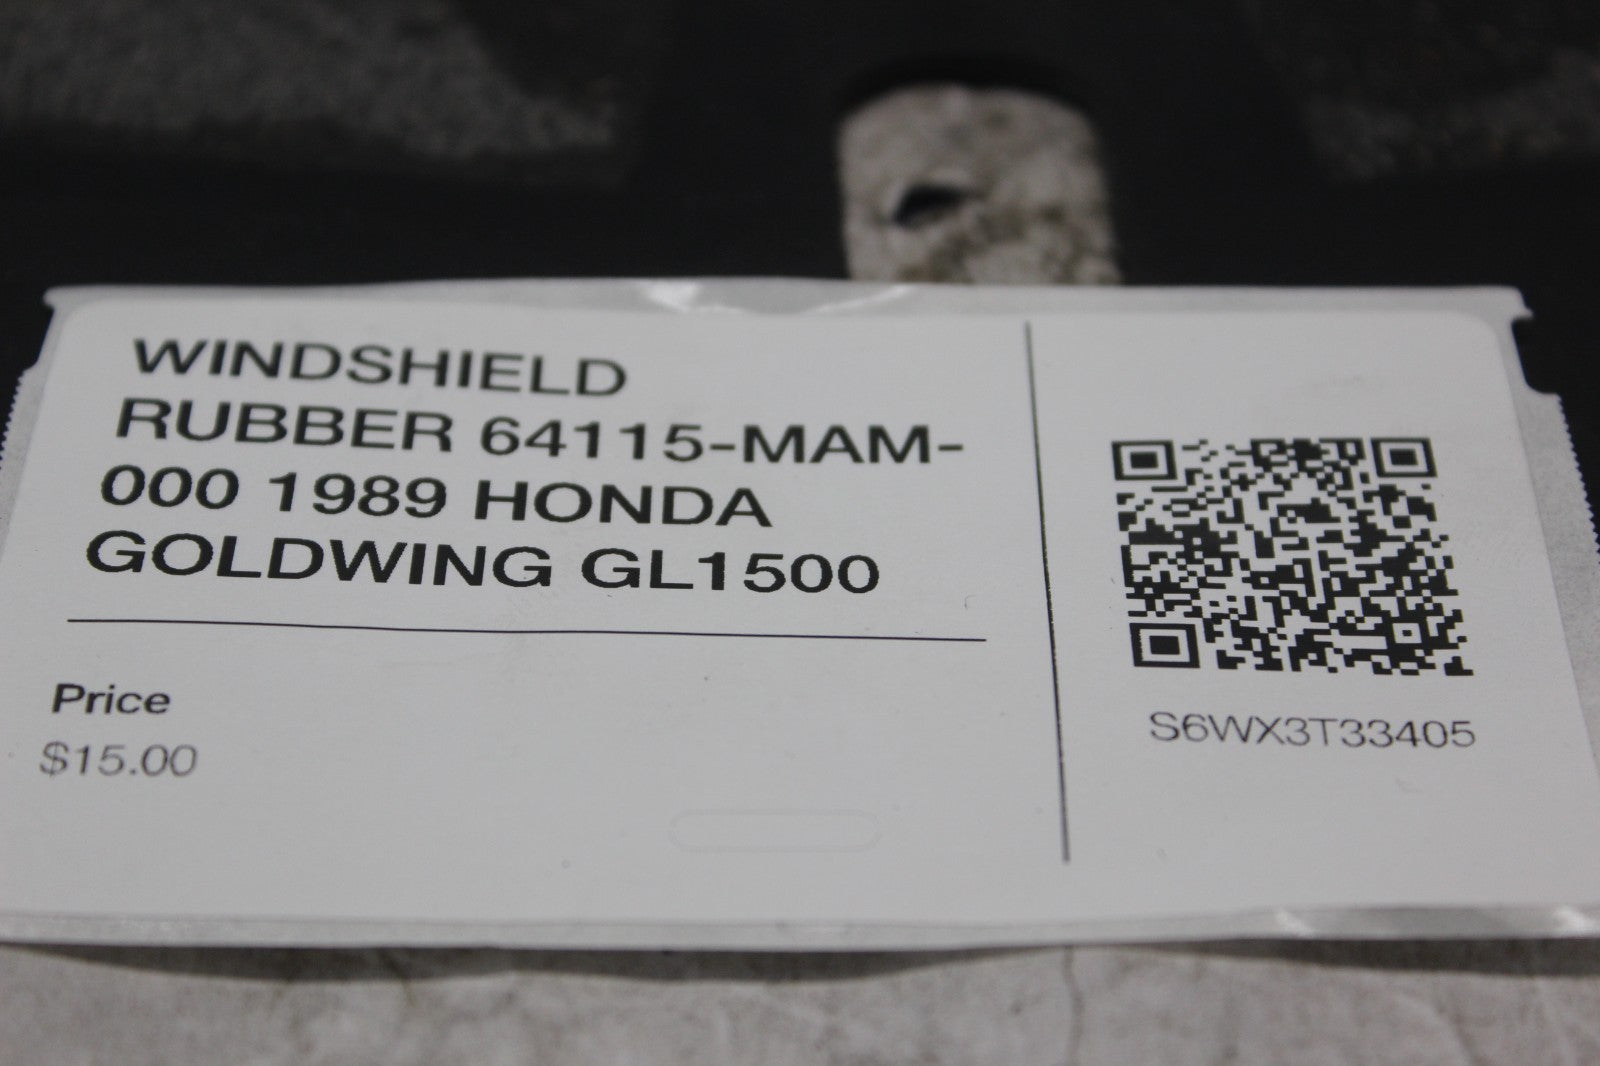 WINDSHIELD
RUBBER 64115-MAM-
000 1989 HONDA
GOLDWING GL1500
Price
$15.00
S6WX3T33405